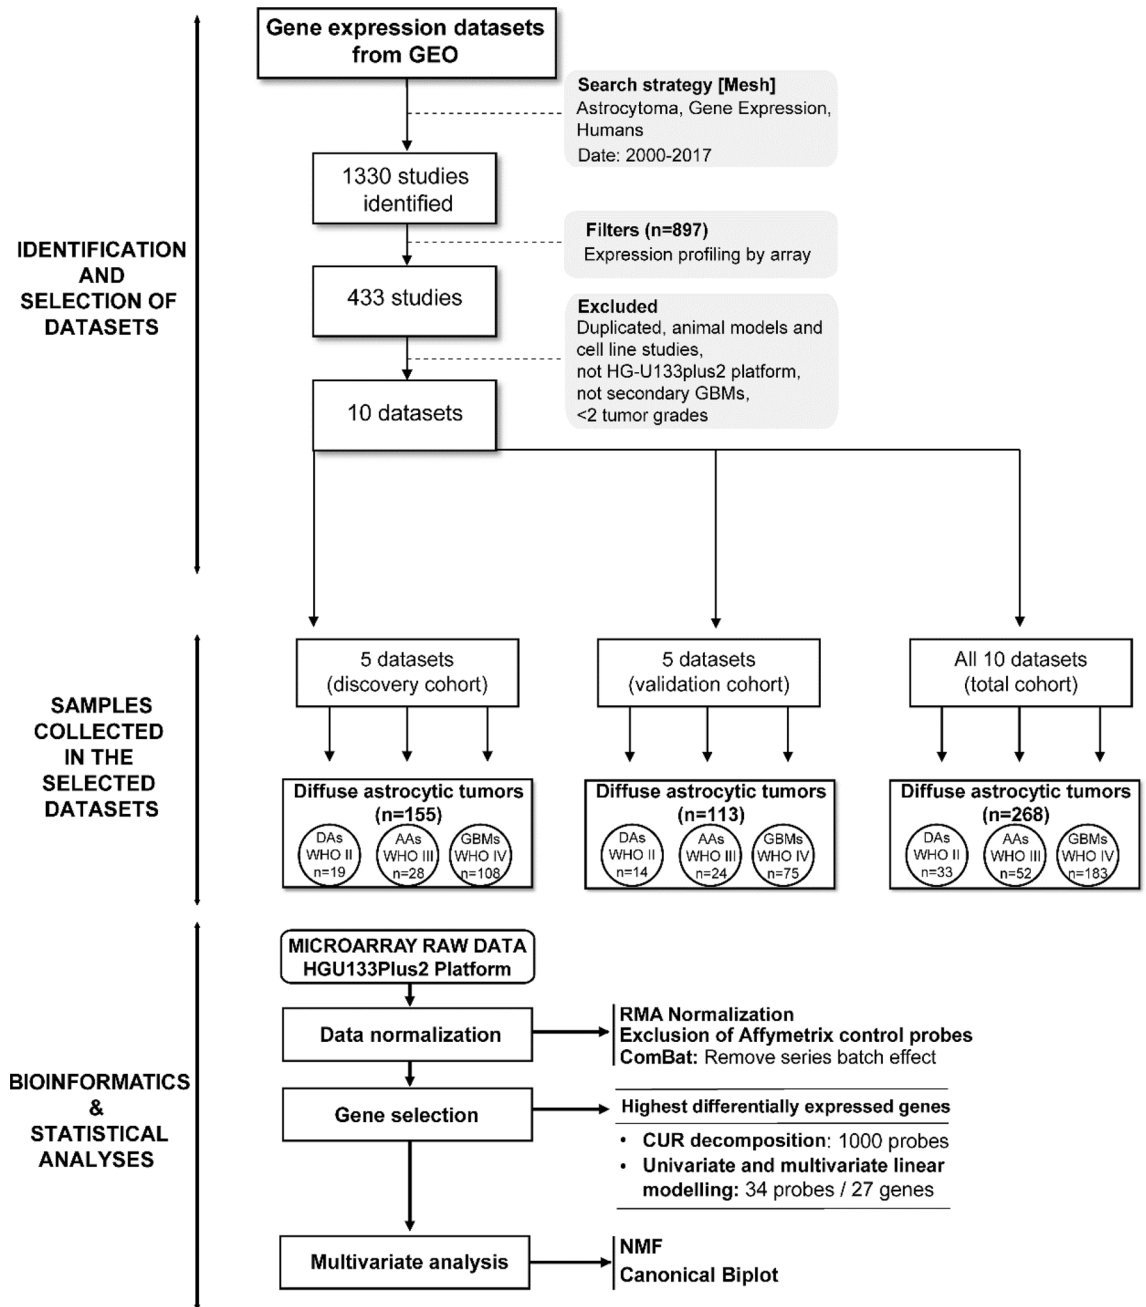 Gene expression datasets
from GEO
Search strategy [Mesh]
Astrocytoma, Gene Expression,
Humans
Date: 2000-2017
1330 studies
identified
Filters (n=897)
Expression profiling by array
IDENTIFICATION
AND
SELECTION OF
DATASETS
433 studies
Excluded
Duplicated, animal models and
cell line studies,
not HG-U133plus2 platform,
not secondary GBMs,
<2 tumor grades
10 datasets
SAMPLES
COLLECTED
IN THE
SELECTED
DATASETS
5 datasets
(discovery cohort)
5 datasets
(validation cohort)
All 10 datasets
(total cohort)
Diffuse astrocytic tumors
(n=155)
DAs
WHO II
n=19
AAs
WHO III
n=28
GBMs
WHO IV
n=108
Diffuse astrocytic tumors
(n=113)
DAs
WHO II
n=14
AAs
WHO III
n=24
GBMs
WHO IV
n=75
Diffuse astrocytic tumors
(n=268)
DAs
WHO II
n=33
AAs
WHO III
n=52
GBMs
WHO IV
n=183
BIOINFORMATICS
&
STATISTICAL
ANALYSES
MICROARRAY RAW DATA
HGU133Plus2 Platform
Data normalization
RMA Normalization
Exclusion of Affymetrix control probes
ComBat: Remove series batch effect
Gene selection
Highest differentially expressed genes
• CUR decomposition: 1000 probes
• Univariate and multivariate linear
modelling: 34 probes / 27 genes
Multivariate analysis
NMF
Canonical Biplot